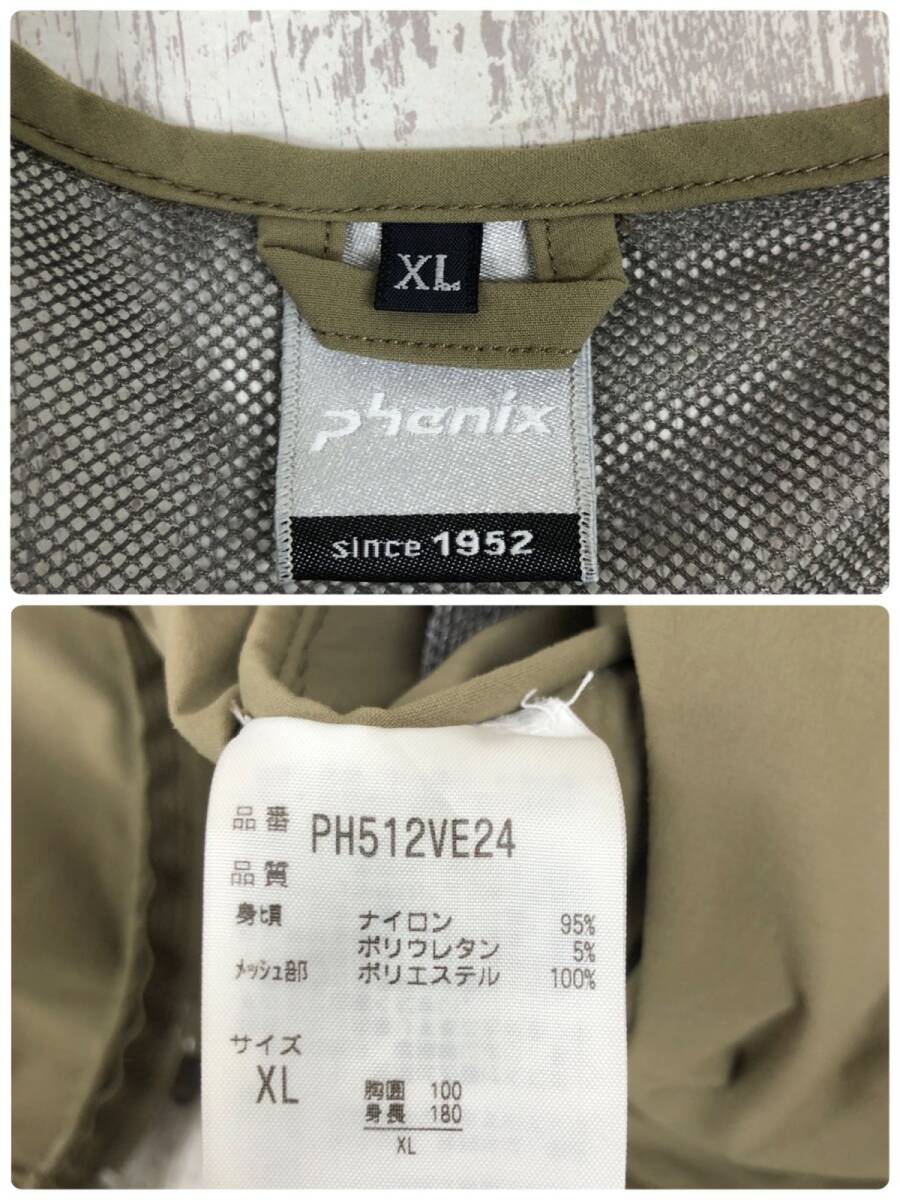 XL
phenix
since 1952
品番 PH512VE24
品質
身頃 ナイロン 95%
ポリウレタン 5%
メッシュ部 ポリエステル 100%
サイズ
XL
胸囲 100
身長 180
XL